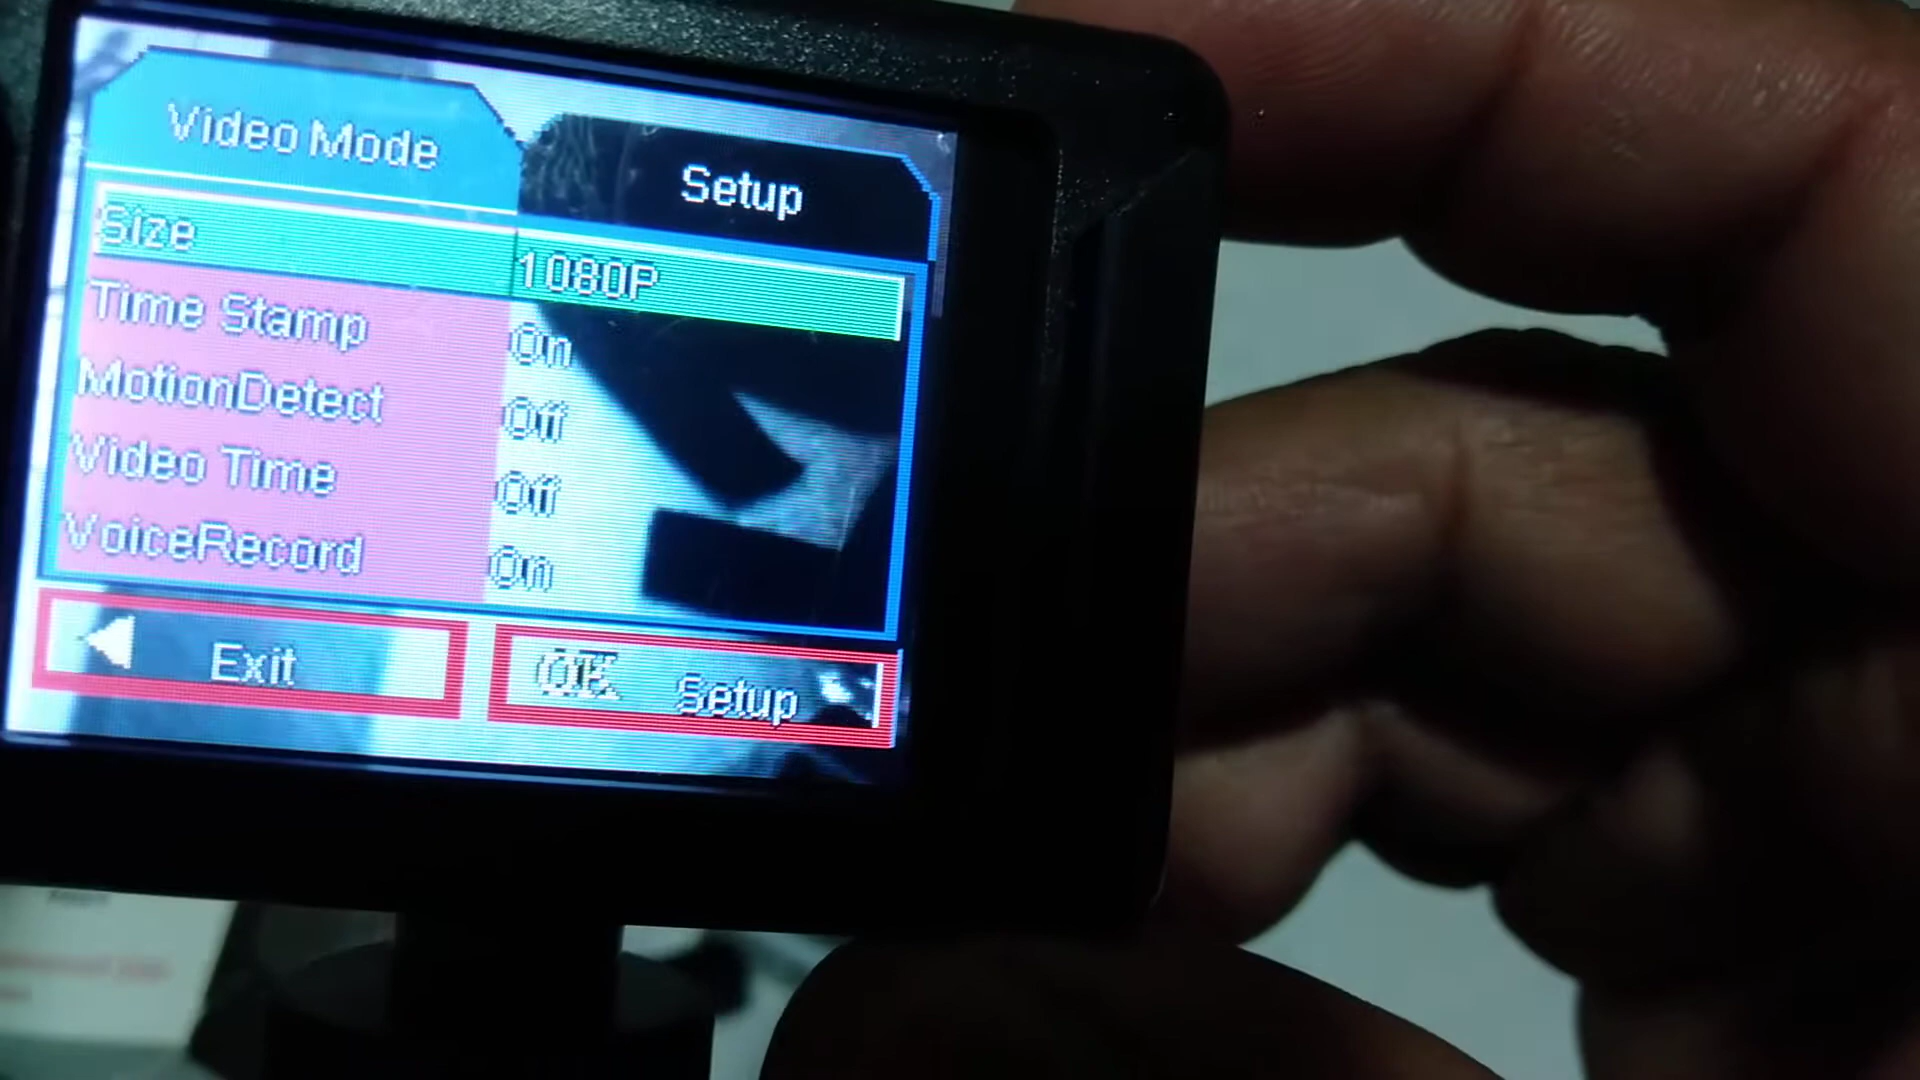 Video Mode Setup
Size 1080P
Time Stamp On
MotionDetect Off
Video Time Off
VoiceRecord On
Exit OK Setup